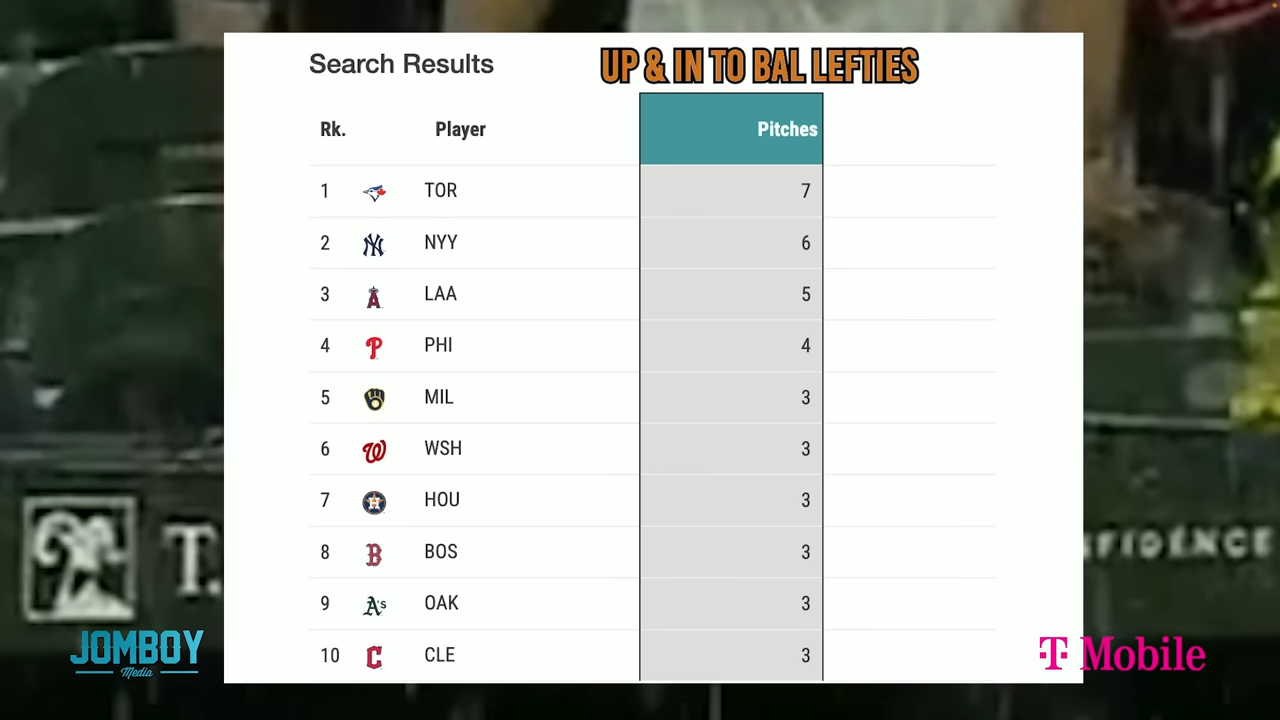 Search Results
UP & IN TO BAL LEFTIES
Rk. Player Pitches
1 TOR 7
2 NYY 6
3 LAA 5
4 PHI 4
5 MIL 3
6 WSH 3
7 HOU 3
8 BOS 3
9 A's OAK 3
10 CLE 3
T.
FIDENCE
JOMBOY
Media
T Mobile